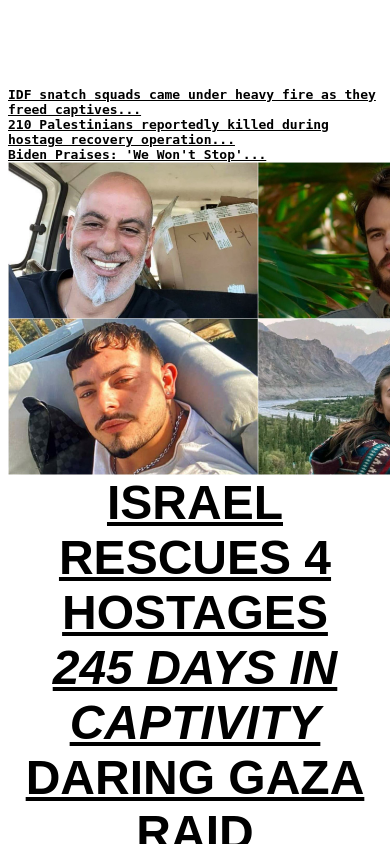 IDF snatch squads came under heavy fire as they
freed captives...
210 Palestinians reportedly killed during
hostage recovery operation...
Biden Praises: 'We Won't Stop'...
ISRAEL
RESCUES 4
HOSTAGES
245 DAYS IN
CAPTIVITY
DARING GAZA
RAID